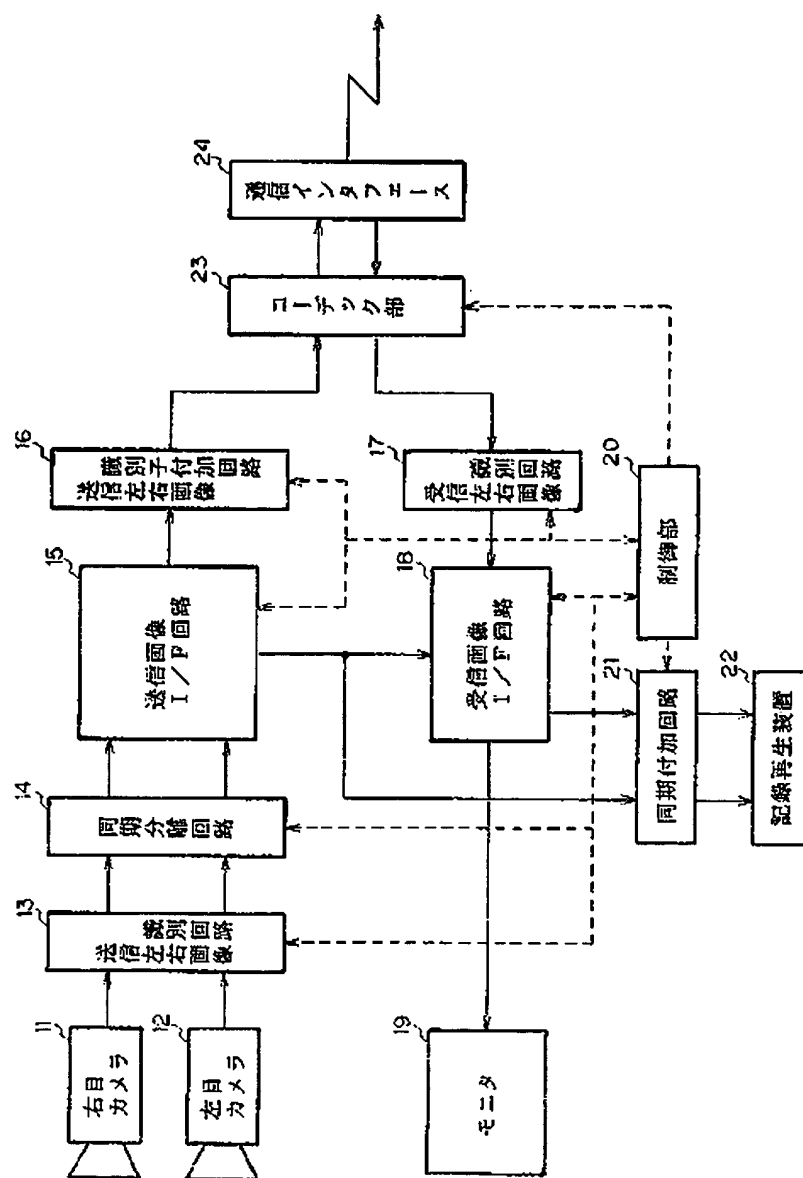 11
右目
カメラ
12
左目
カメラ
13
送信左右画像
識別回路
14
同期分離回路
15
送信画像
I/F回路
16
送信左右画像
識別子付加回路
17
受信左右画像
識別回路
18
受信画像
I/F回路
19
モニタ
20
制御部
21
同期付加回路
22
記録再生装置
23
コーデック部
24
通信インタフェース